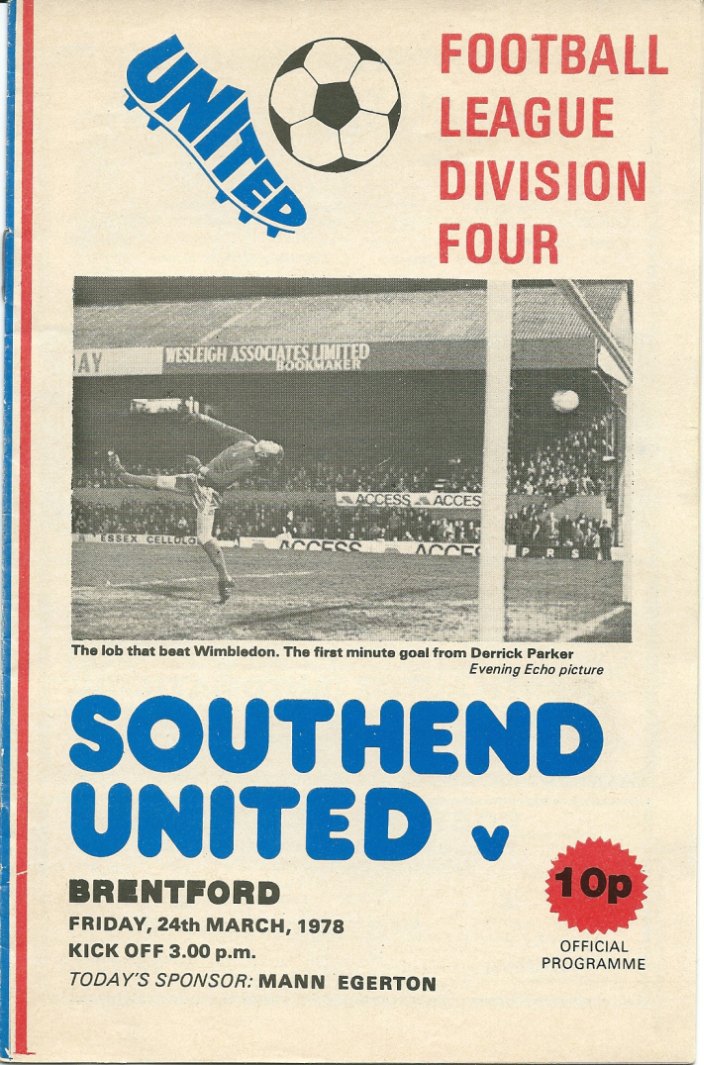 UNITED
FOOTBALL
LEAGUE
DIVISION
FOUR
AY
WESLEIGH ASSOCIATES LIMITED
BOOKMAKER
ACCESS ACCES
ESSEX CELLULO
ACCESS ACCES
P R S
The lob that beat Wimbledon. The first minute goal from Derrick Parker
Evening Echo picture
SOUTHEND
UNITED v
BRENTFORD
FRIDAY, 24th MARCH, 1978
KICK OFF 3.00 p.m.
TODAY'S SPONSOR: MANN EGERTON
10p
OFFICIAL
PROGRAMME